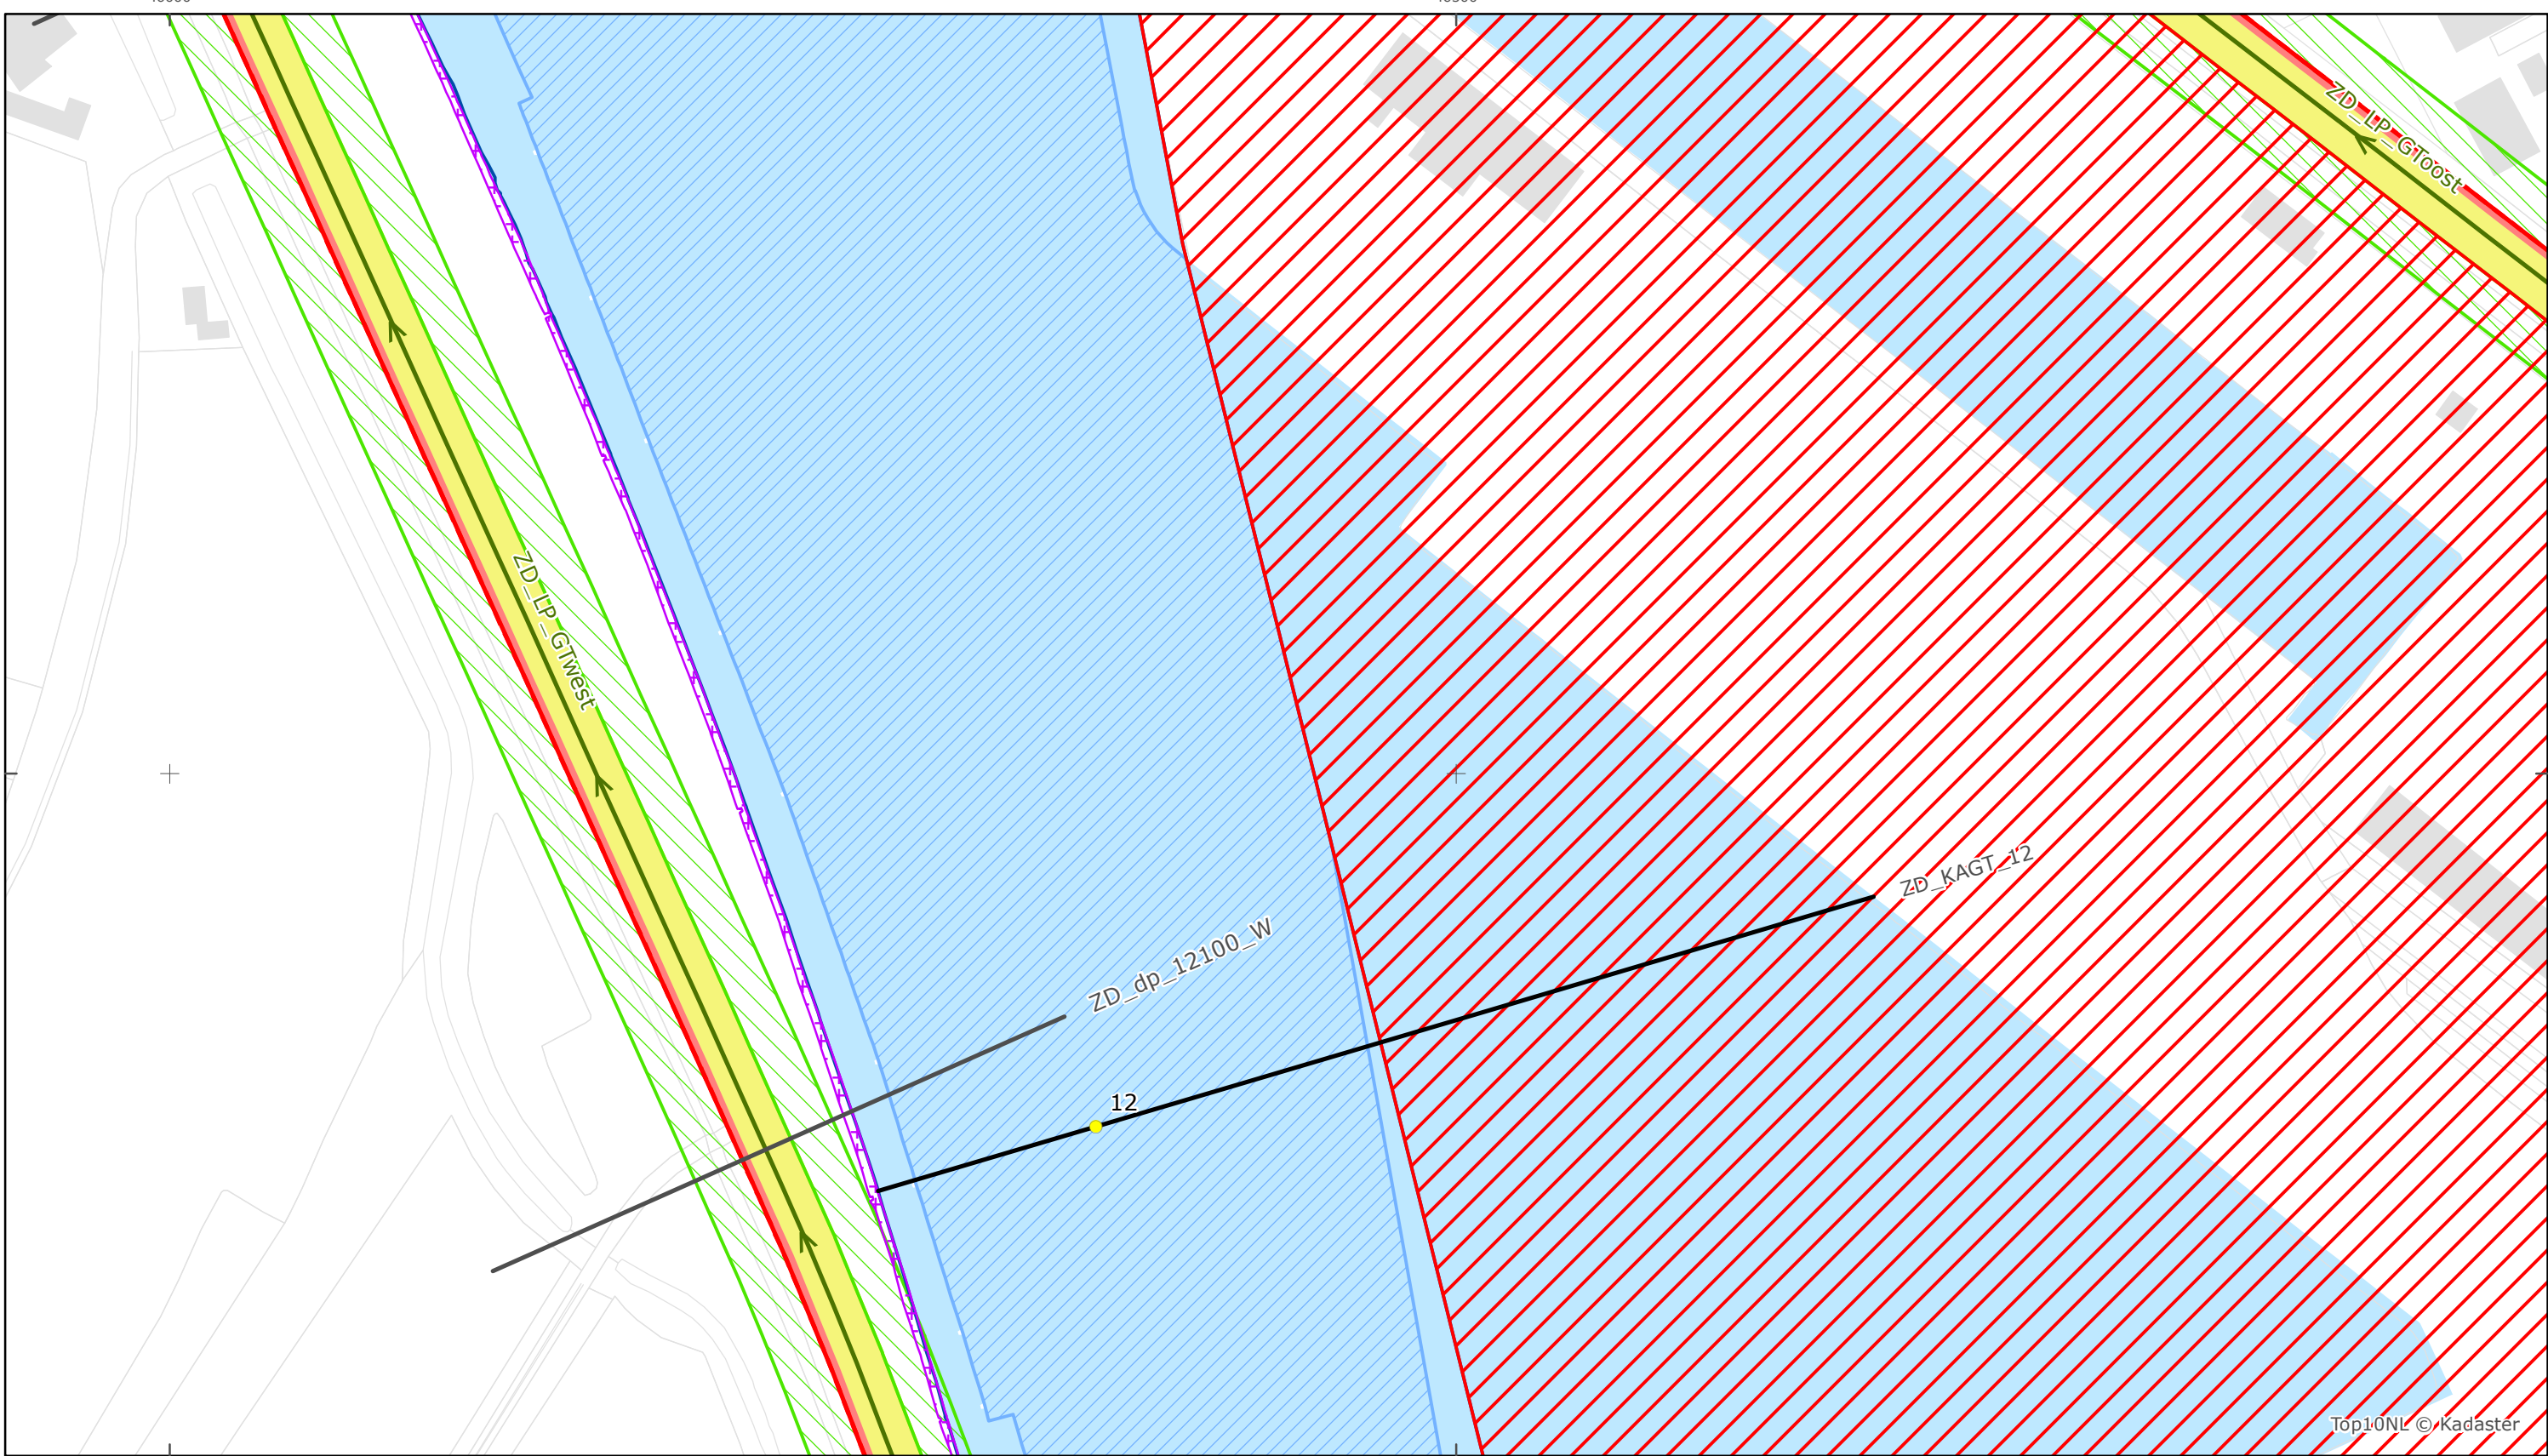 ZD_LP_GToost
ZD_LP_GTwest
ZD_KAGT_12
ZD_dp_12100_W
12
Top10NL © Kadaster